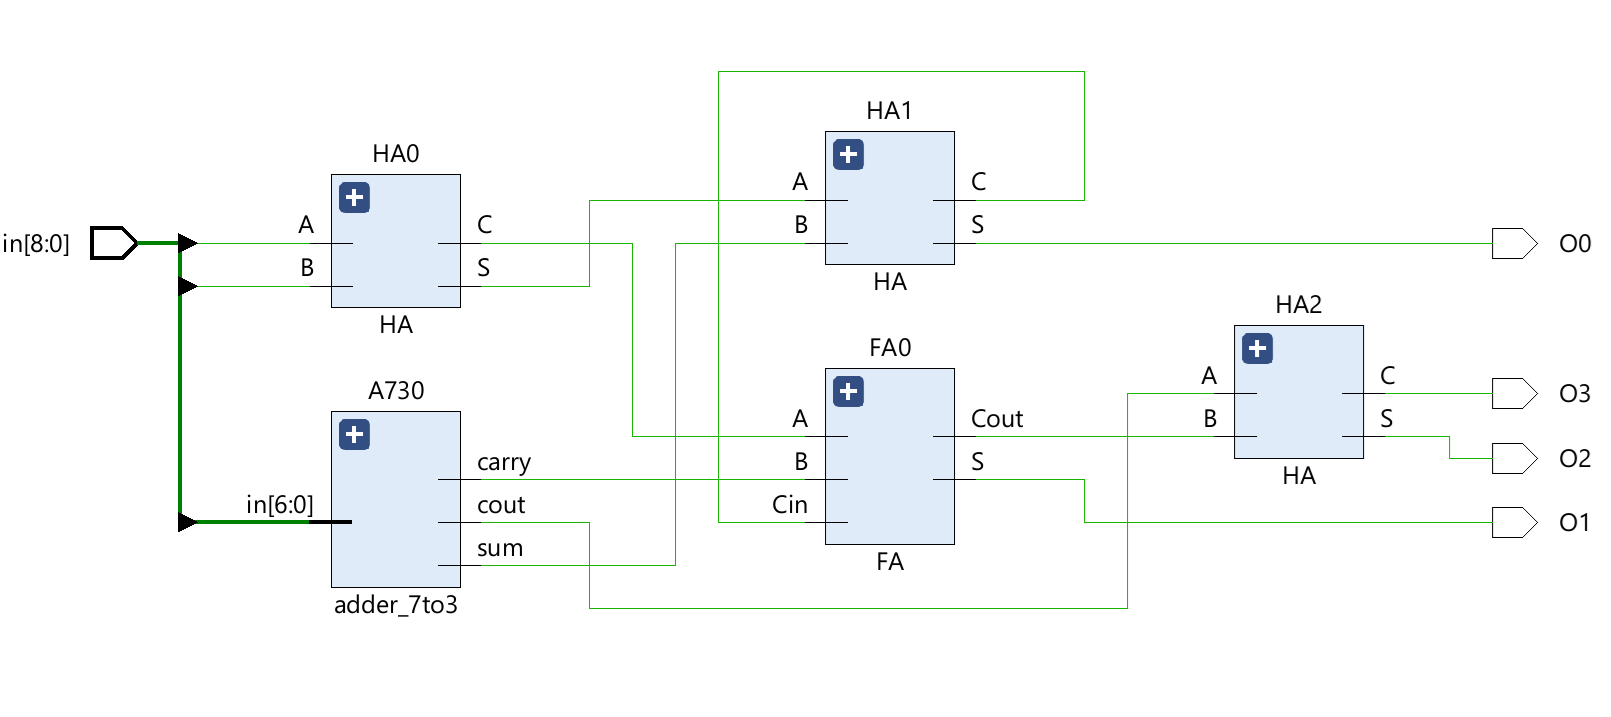 HA1
HA0
A
C
B
S
HA
in[8:0]
A
C
B
S
HA
O0
HA2
FA0
A
C
O3
B
S
O2
HA
A
Cout
B
S
Cin
O1
FA
A730
carry
in[6:0]
cout
sum
adder_7to3